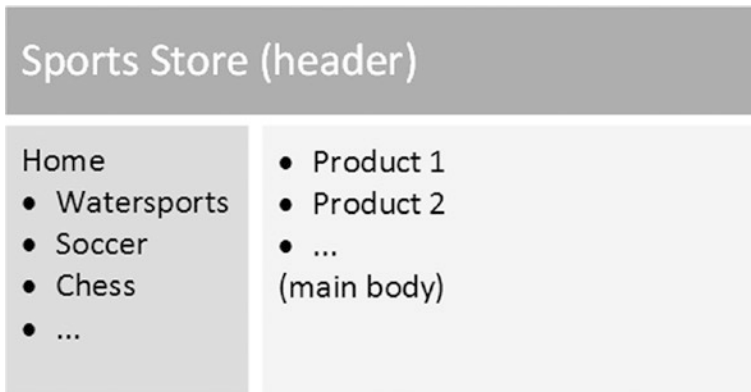 Sports Store (header)
Home
• Watersports
• Soccer
• Chess
• ...
• Product 1
• Product 2
• ...
(main body)